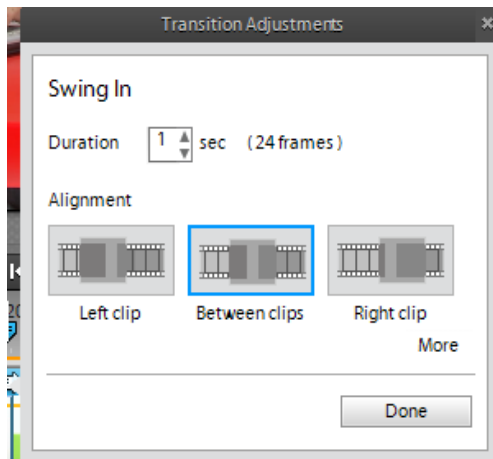 Transition Adjustments
Swing In
Duration 1 sec (24 frames)
Alignment
Left clip Between clips Right clip
More
Done